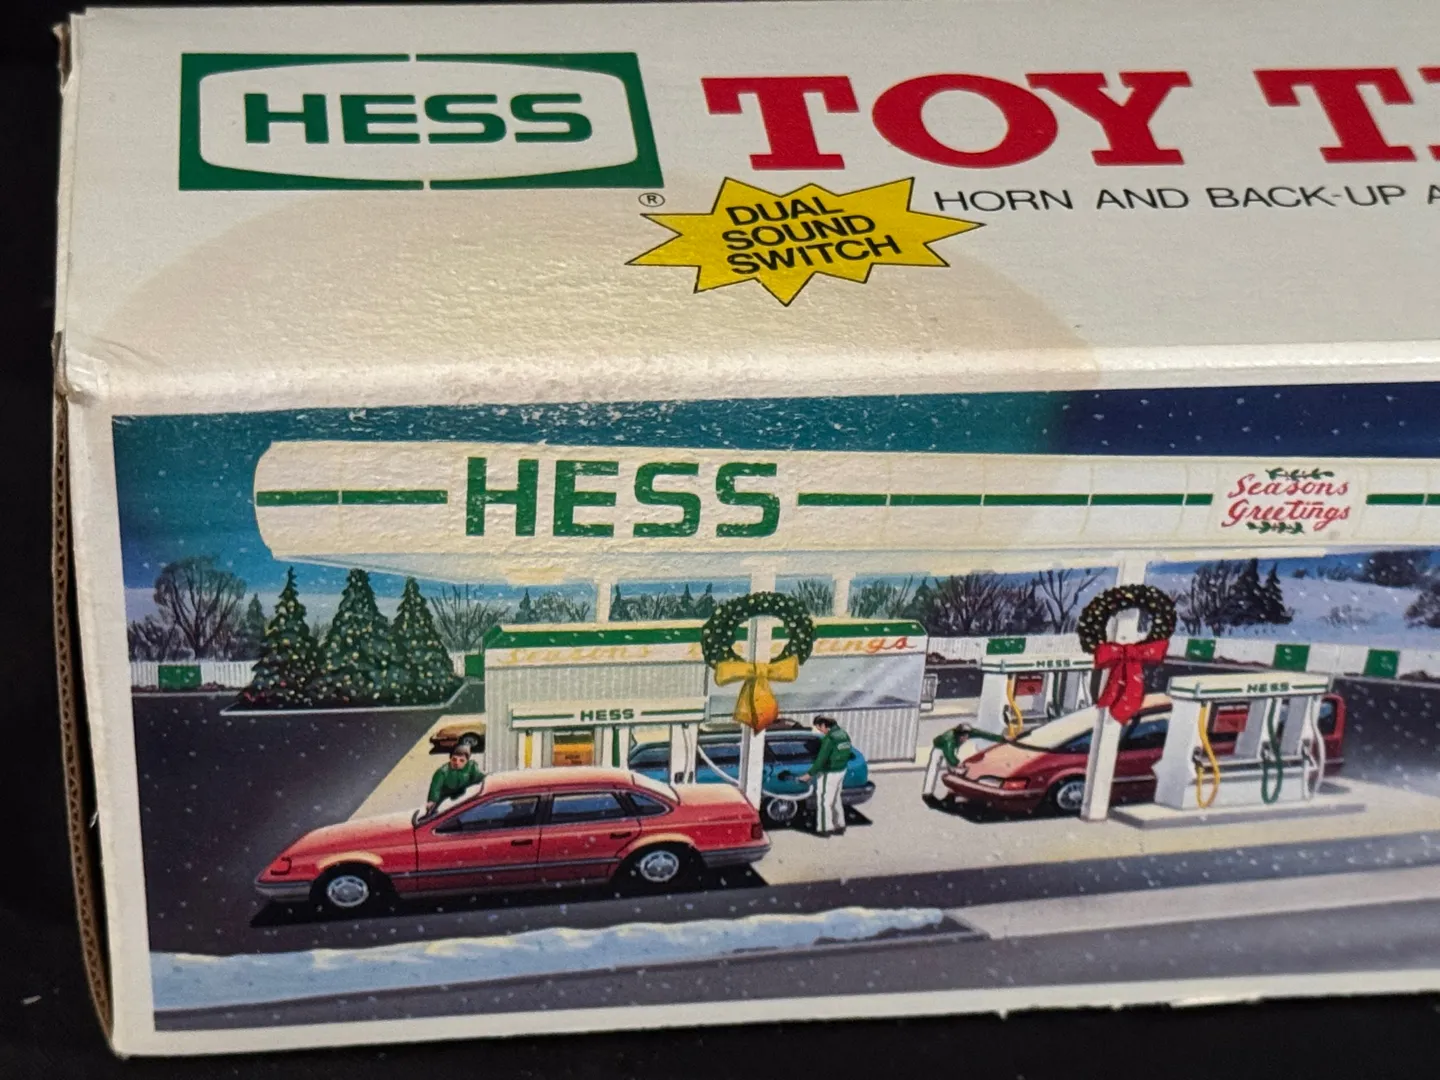 HESS
®
TOY
HORN AND BACK-UP
DUAL
SOUND
SWITCH
HESS
Seasons
Greetings
HESS
HESS
HESS